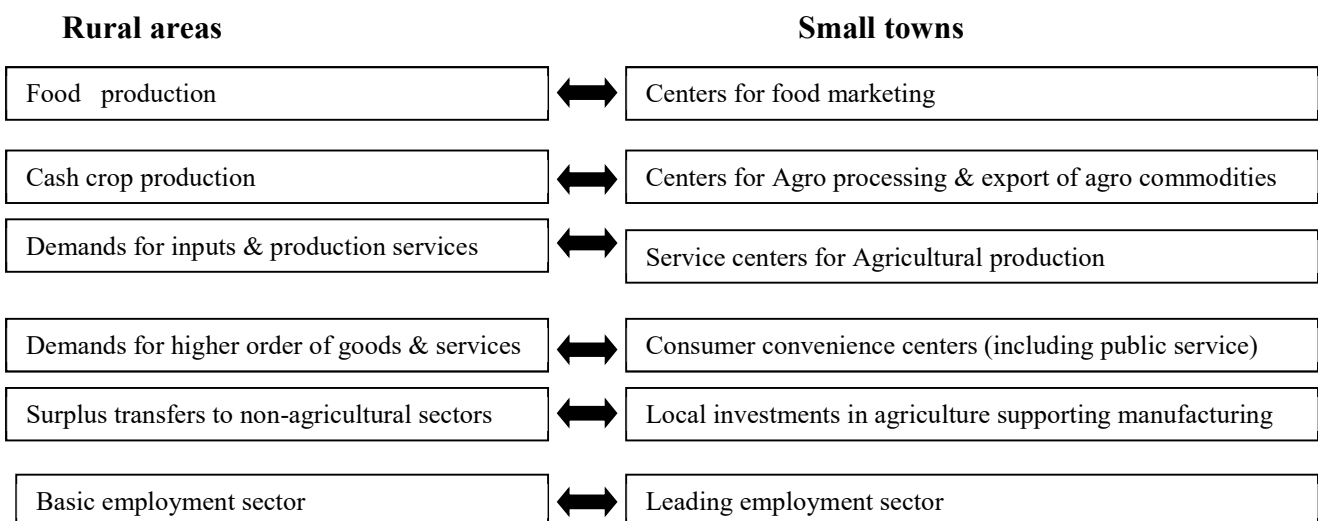 Rural areas Small towns
Food production Centers for food marketing
Cash crop production Centers for Agro processing & export of agro commodities
Demands for inputs & production services Service centers for Agricultural production
Demands for higher order of goods & services Consumer convenience centers (including public service)
Surplus transfers to non-agricultural sectors Local investments in agriculture supporting manufacturing
Basic employment sector Leading employment sector